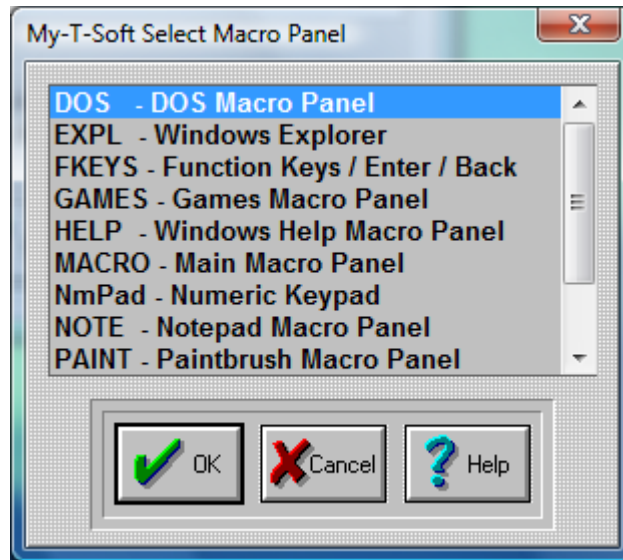 My-T-Soft Select Macro Panel
DOS - DOS Macro Panel
EXPL - Windows Explorer
FKEYS - Function Keys / Enter / Back
GAMES - Games Macro Panel
HELP - Windows Help Macro Panel
MACRO - Main Macro Panel
NmPad - Numeric Keypad
NOTE - Notepad Macro Panel
PAINT - Paintbrush Macro Panel
OK Cancel Help